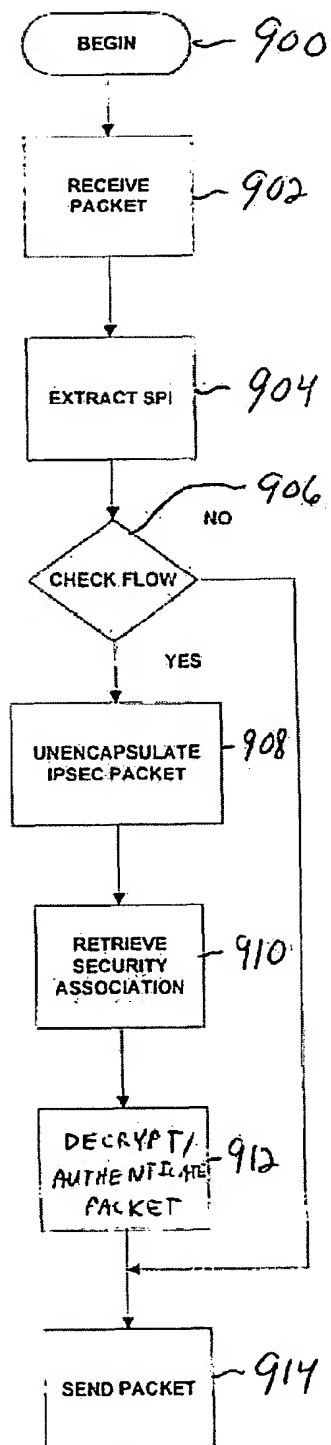 BEGIN 900
RECEIVE 902
PACKET
EXTRACT SPI 904
906
NO
CHECK FLOW
YES
UNENCAPSULATE 908
IPSEC PACKET
RETRIEVE
SECURITY 910
ASSOCIATION
DECRYPT/
AUTHENTICATE 912
PACKET
SEND PACKET 914